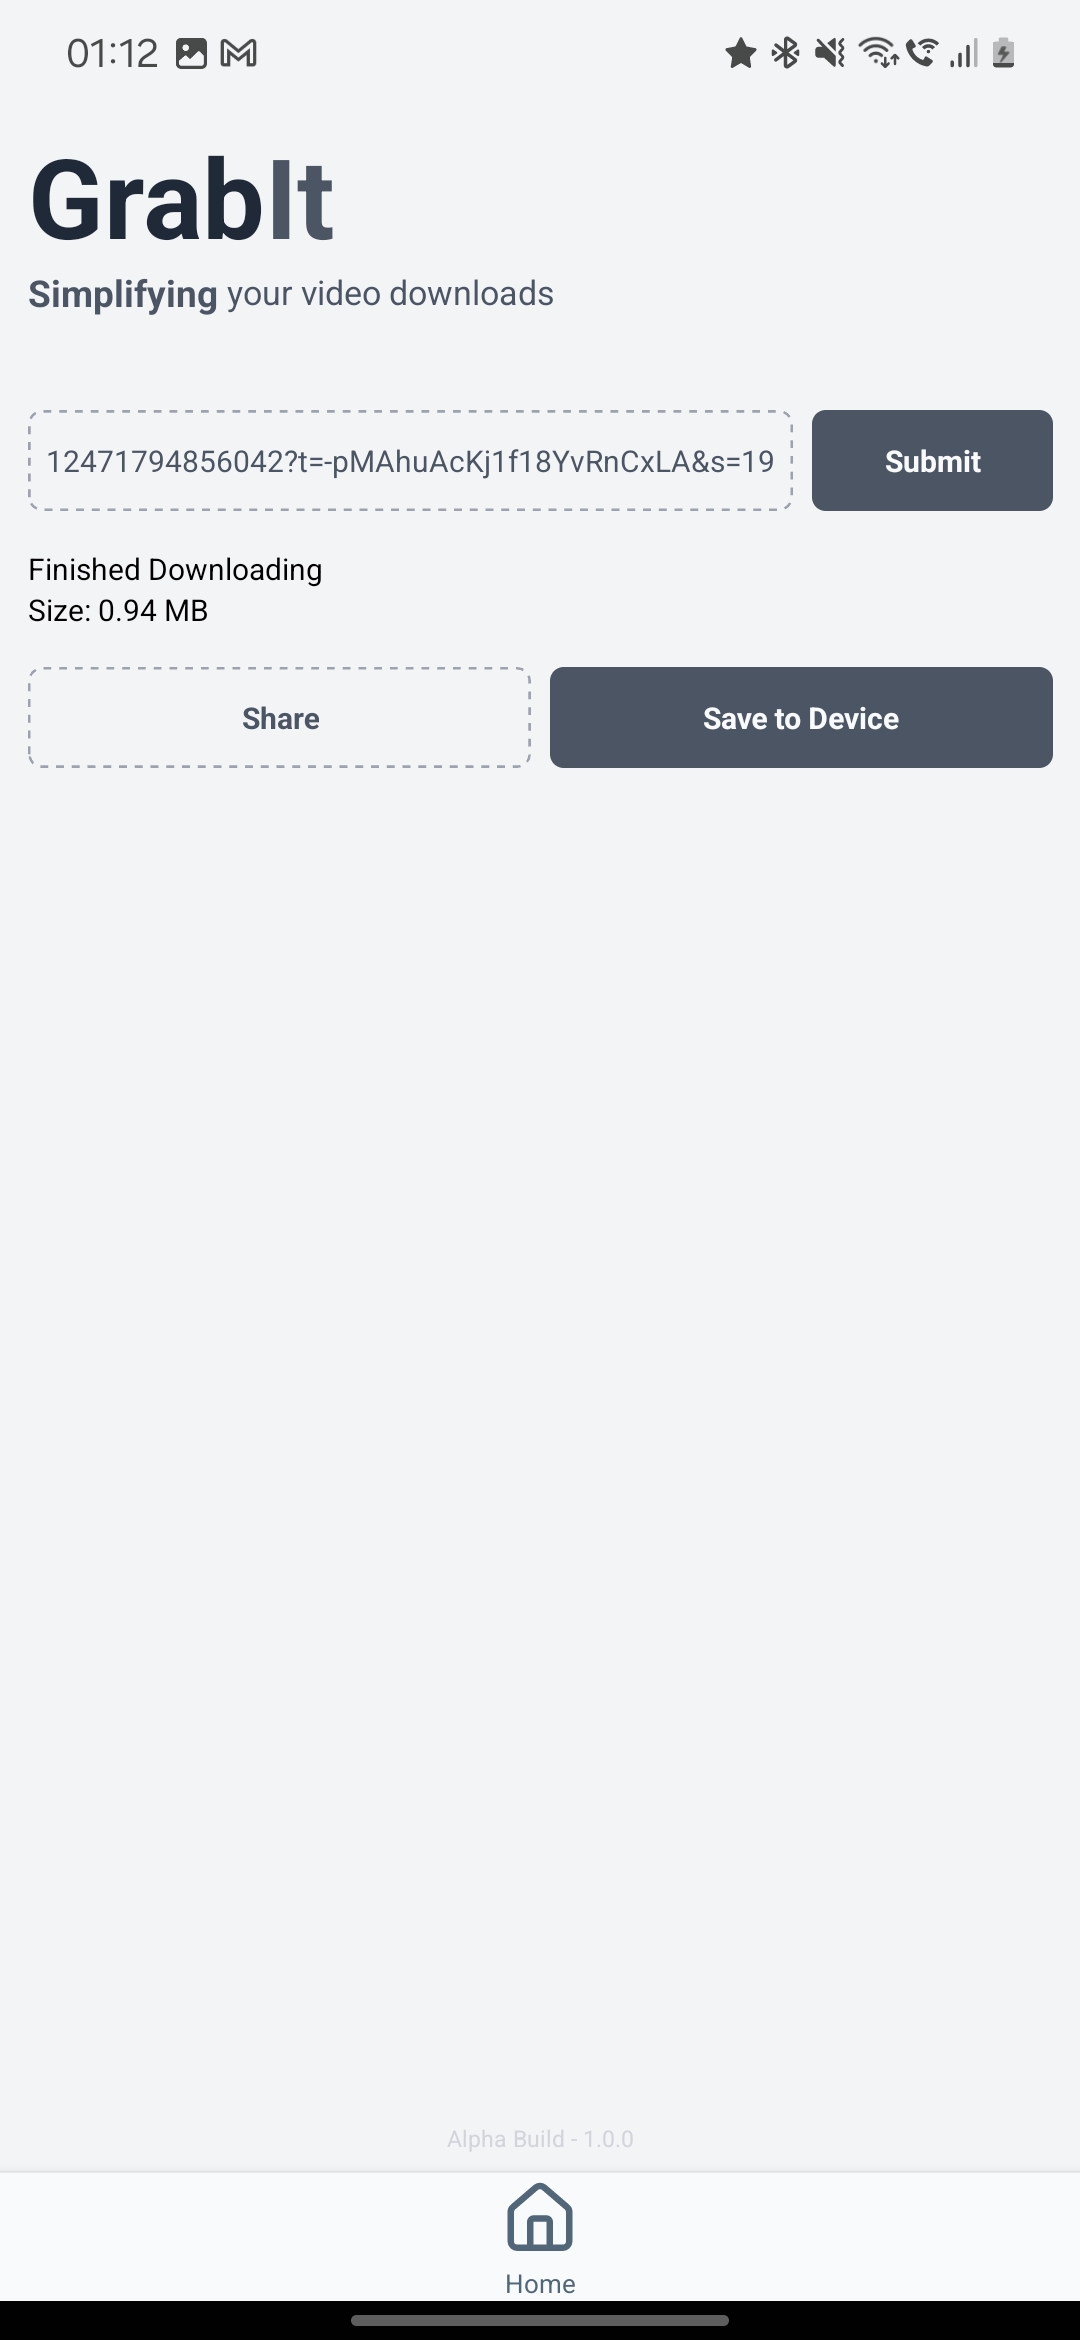 01:12
GrabIt
Simplifying your video downloads
12471794856042?t=-pMAhuAcKj1f18YvRnCxLA&s=19
Submit
Finished Downloading
Size: 0.94 MB
Share
Save to Device
Alpha Build - 1.0.0
Home